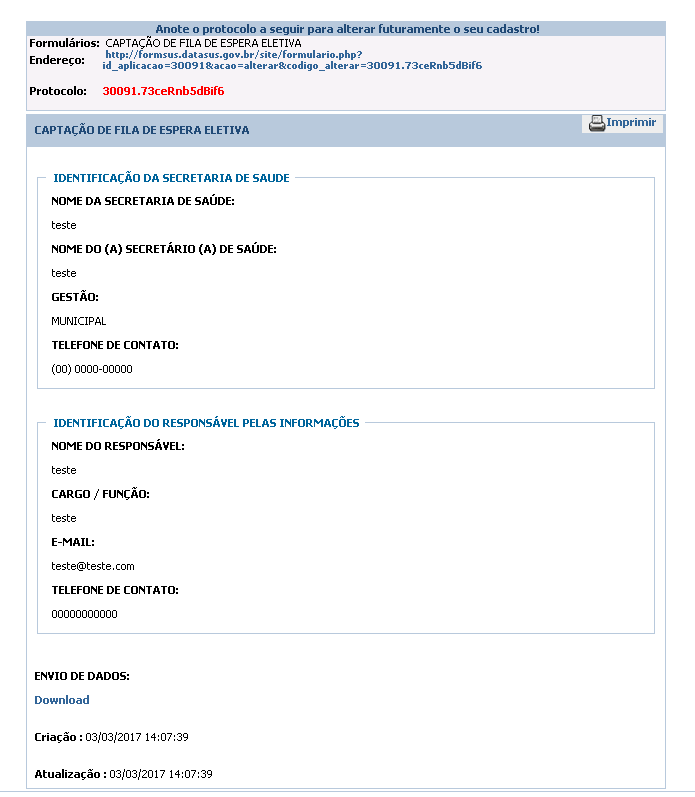 Anote o protocolo a seguir para alterar futuramente o seu cadastro!
Formulários: CAPTAÇÃO DE FILA DE ESPERA ELETIVA
Endereço: http://formsus.datasus.gov.br/site/formulario.php?
id_aplicacao=30091&acao=alterar&codigo_alterar=30091.73ceRnb5dBif6
Protocolo: 30091.73ceRnb5dBif6
CAPTAÇÃO DE FILA DE ESPERA ELETIVA
Imprimir
IDENTIFICAÇÃO DA SECRETARIA DE SAUDE
NOME DA SECRETARIA DE SAÚDE:
teste
NOME DO (A) SECRETÁRIO (A) DE SAÚDE:
teste
GESTÃO:
MUNICIPAL
TELEFONE DE CONTATO:
(00) 0000-00000
IDENTIFICAÇÃO DO RESPONSÁVEL PELAS INFORMAÇÕES
NOME DO RESPONSÁVEL:
teste
CARGO / FUNÇÃO:
teste
E-MAIL:
teste@teste.com
TELEFONE DE CONTATO:
00000000000
ENVIO DE DADOS:
Download
Criação : 03/03/2017 14:07:39
Atualização : 03/03/2017 14:07:39